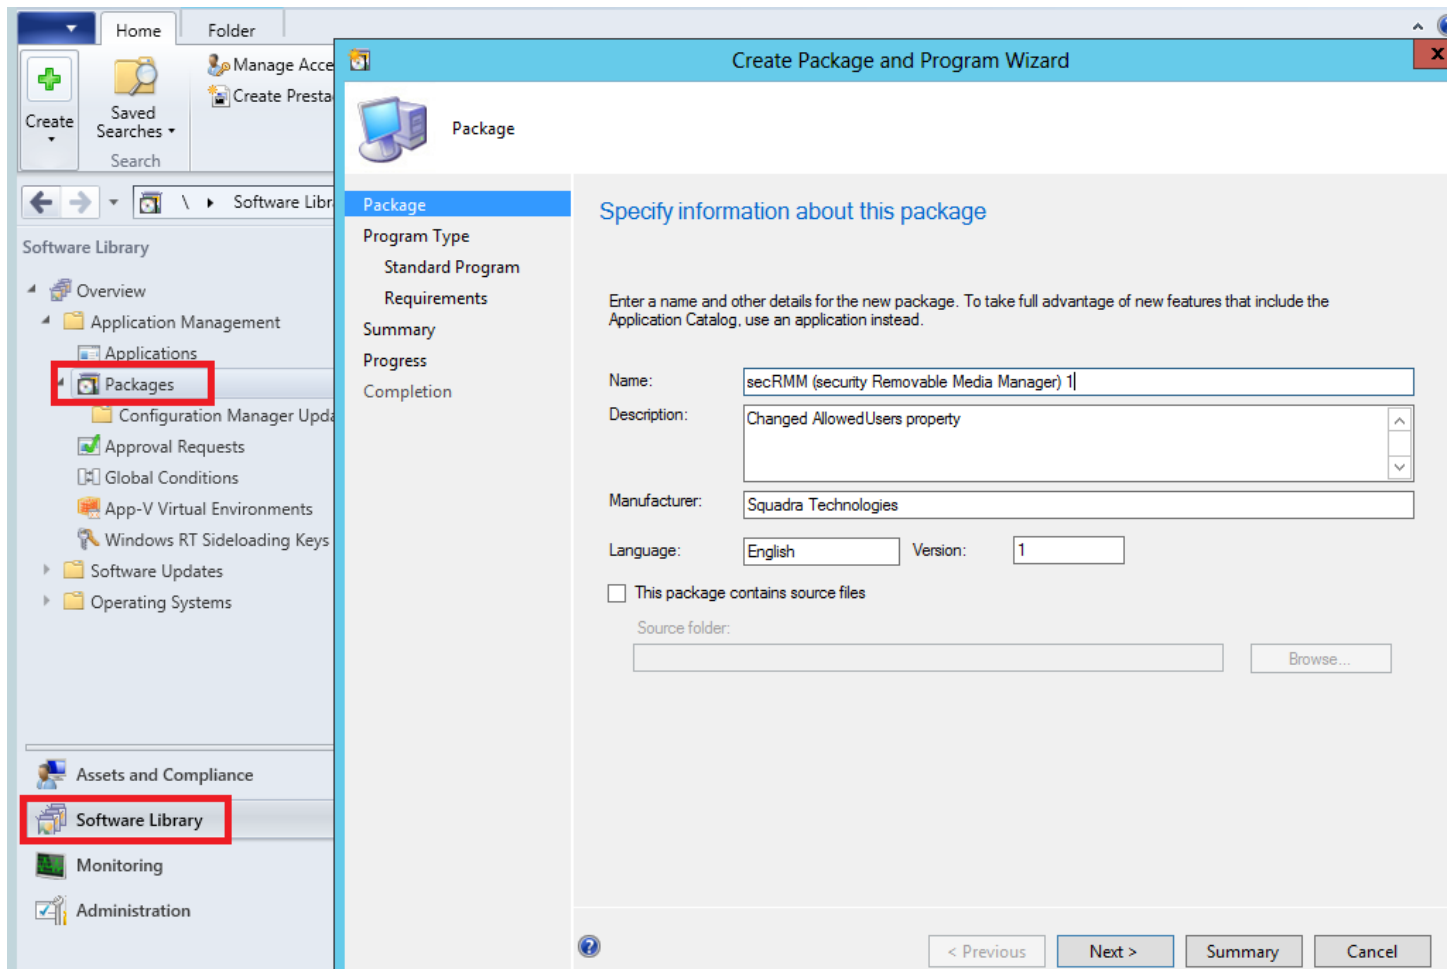 Home
Folder
Create Package and Program Wizard
x
Manage Acce
Create Presta
Create
Saved
Searches
Search
Package
\ Software Libr
Software Library
Overview
Application Management
Applications
Packages
Configuration Manager Upda
Approval Requests
Global Conditions
App-V Virtual Environments
Windows RT Sideloading Keys
Software Updates
Operating Systems
Assets and Compliance
Software Library
Monitoring
Administration
Package
Program Type
Standard Program
Requirements
Summary
Progress
Completion
Specify information about this package
Enter a name and other details for the new package. To take full advantage of new features that include the
Application Catalog, use an application instead.
Name: secRMM (security Removable Media Manager) 1
Description: Changed AllowedUsers property
Manufacturer: Squadra Technologies
Language: English Version: 1
This package contains source files
Source folder:
Browse...
? < Previous Next > Summary Cancel